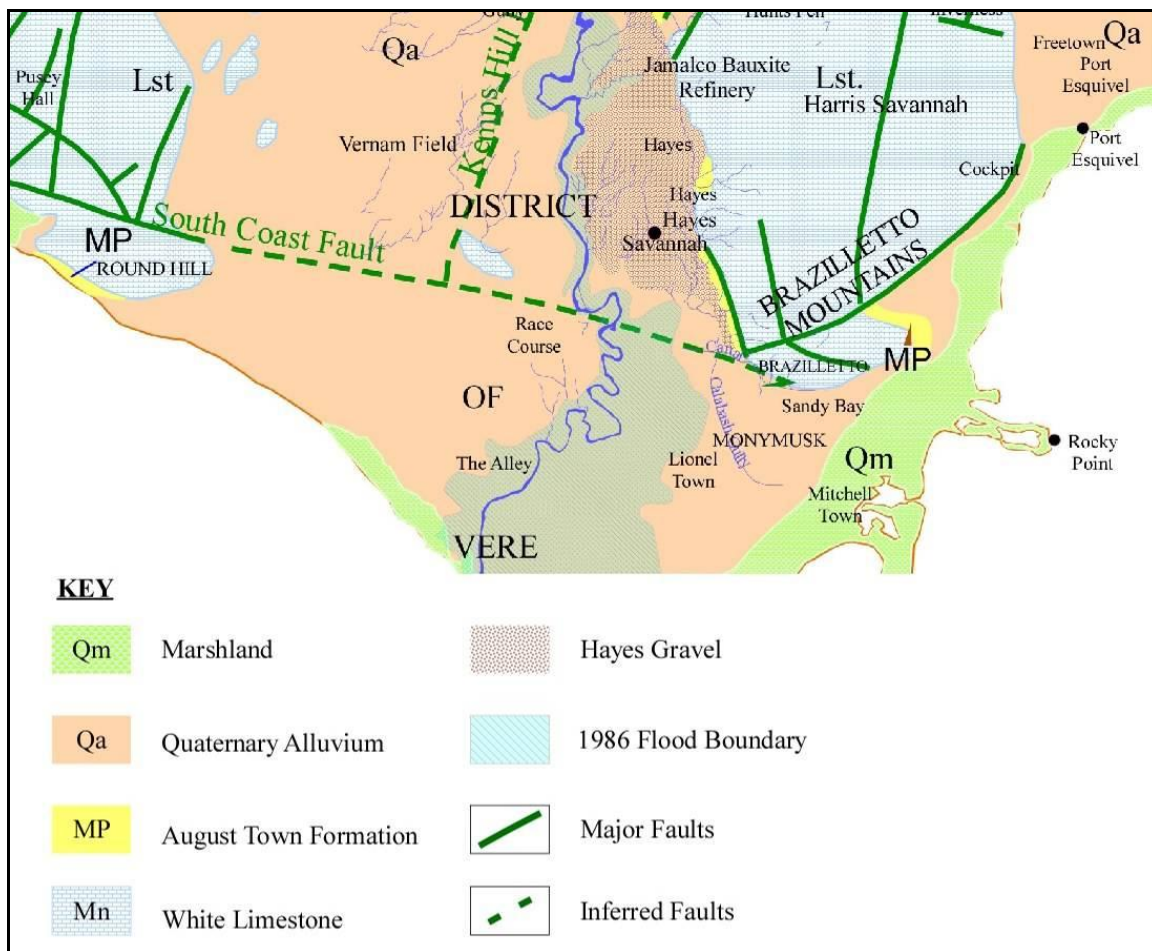 Qa
Freetown
Qa
Port
Esquivel
Pusey
Hall
Lst
Jamalco Bauxite
Refinery
Lst.
Harris Savannah
Kemps Hill
Vernam Field
Hayes
Port
Esquivel
Cockpit
Hayes
DISTRICT
Hayes
Savannah
South Coast Fault
MP
ROUND HILL
BRAZILLETTO
MOUNTAINS
Race
Course
BRAZILLETTO
MP
OF
Sandy Bay
Calabash Gully
MONYMUSK
The Alley
Lionel
Town
Qm
Rocky
Point
Mitchell
Town
VERE
KEY
Qm Marshland
Hayes Gravel
Qa Quaternary Alluvium
1986 Flood Boundary
MP August Town Formation
Major Faults
Mn White Limestone
Inferred Faults